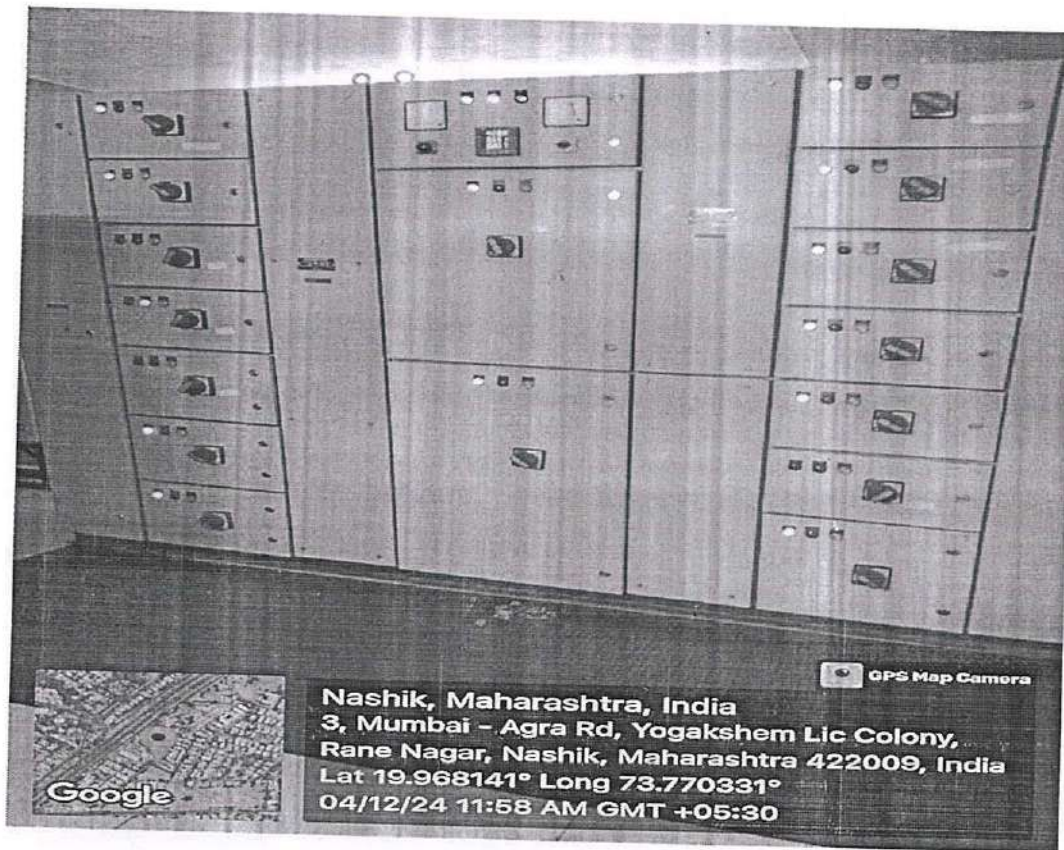 GPS Map Camera
Nashik, Maharashtra, India
3, Mumbai - Agra Rd, Yogakshem Lic Colony,
Rane Nagar, Nashik, Maharashtra 422009, India
Lat 19.968141° Long 73.770331°
04/12/24 11:58 AM GMT +05:30
Google